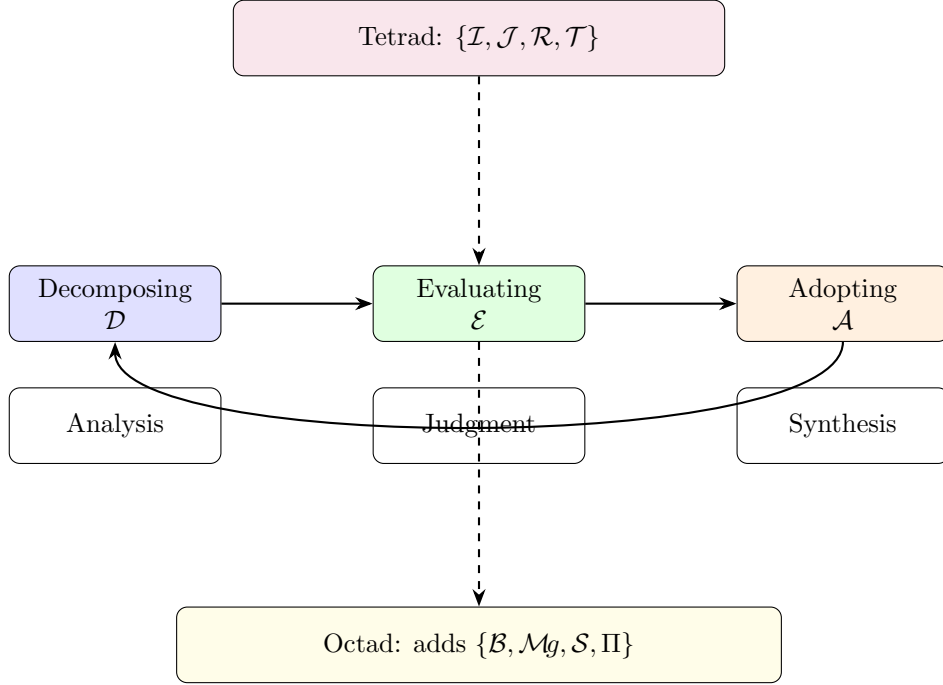 Tetrad: {ℐ, 𝒥, ℛ, 𝒯}
Decomposing
𝒟
Evaluating
ℰ
Adopting
𝒜
Analysis
Judgment
Synthesis
Octad: adds {ℬ, ℳg, 𝒮, Π}